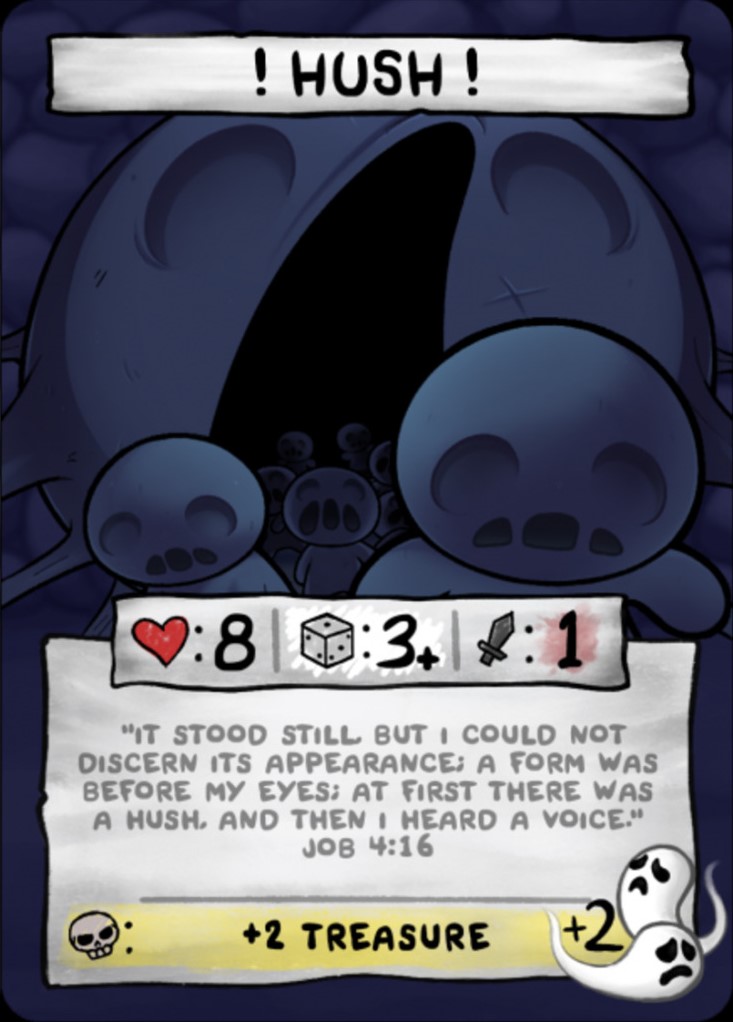 ! HUSH !
:8 :3+ :1
"IT STOOD STILL, BUT I COULD NOT
DISCERN ITS APPEARANCE; A FORM WAS
BEFORE MY EYES; AT FIRST THERE WAS
A HUSH, AND THEN I HEARD A VOICE."
JOB 4:16
: +2 TREASURE +2